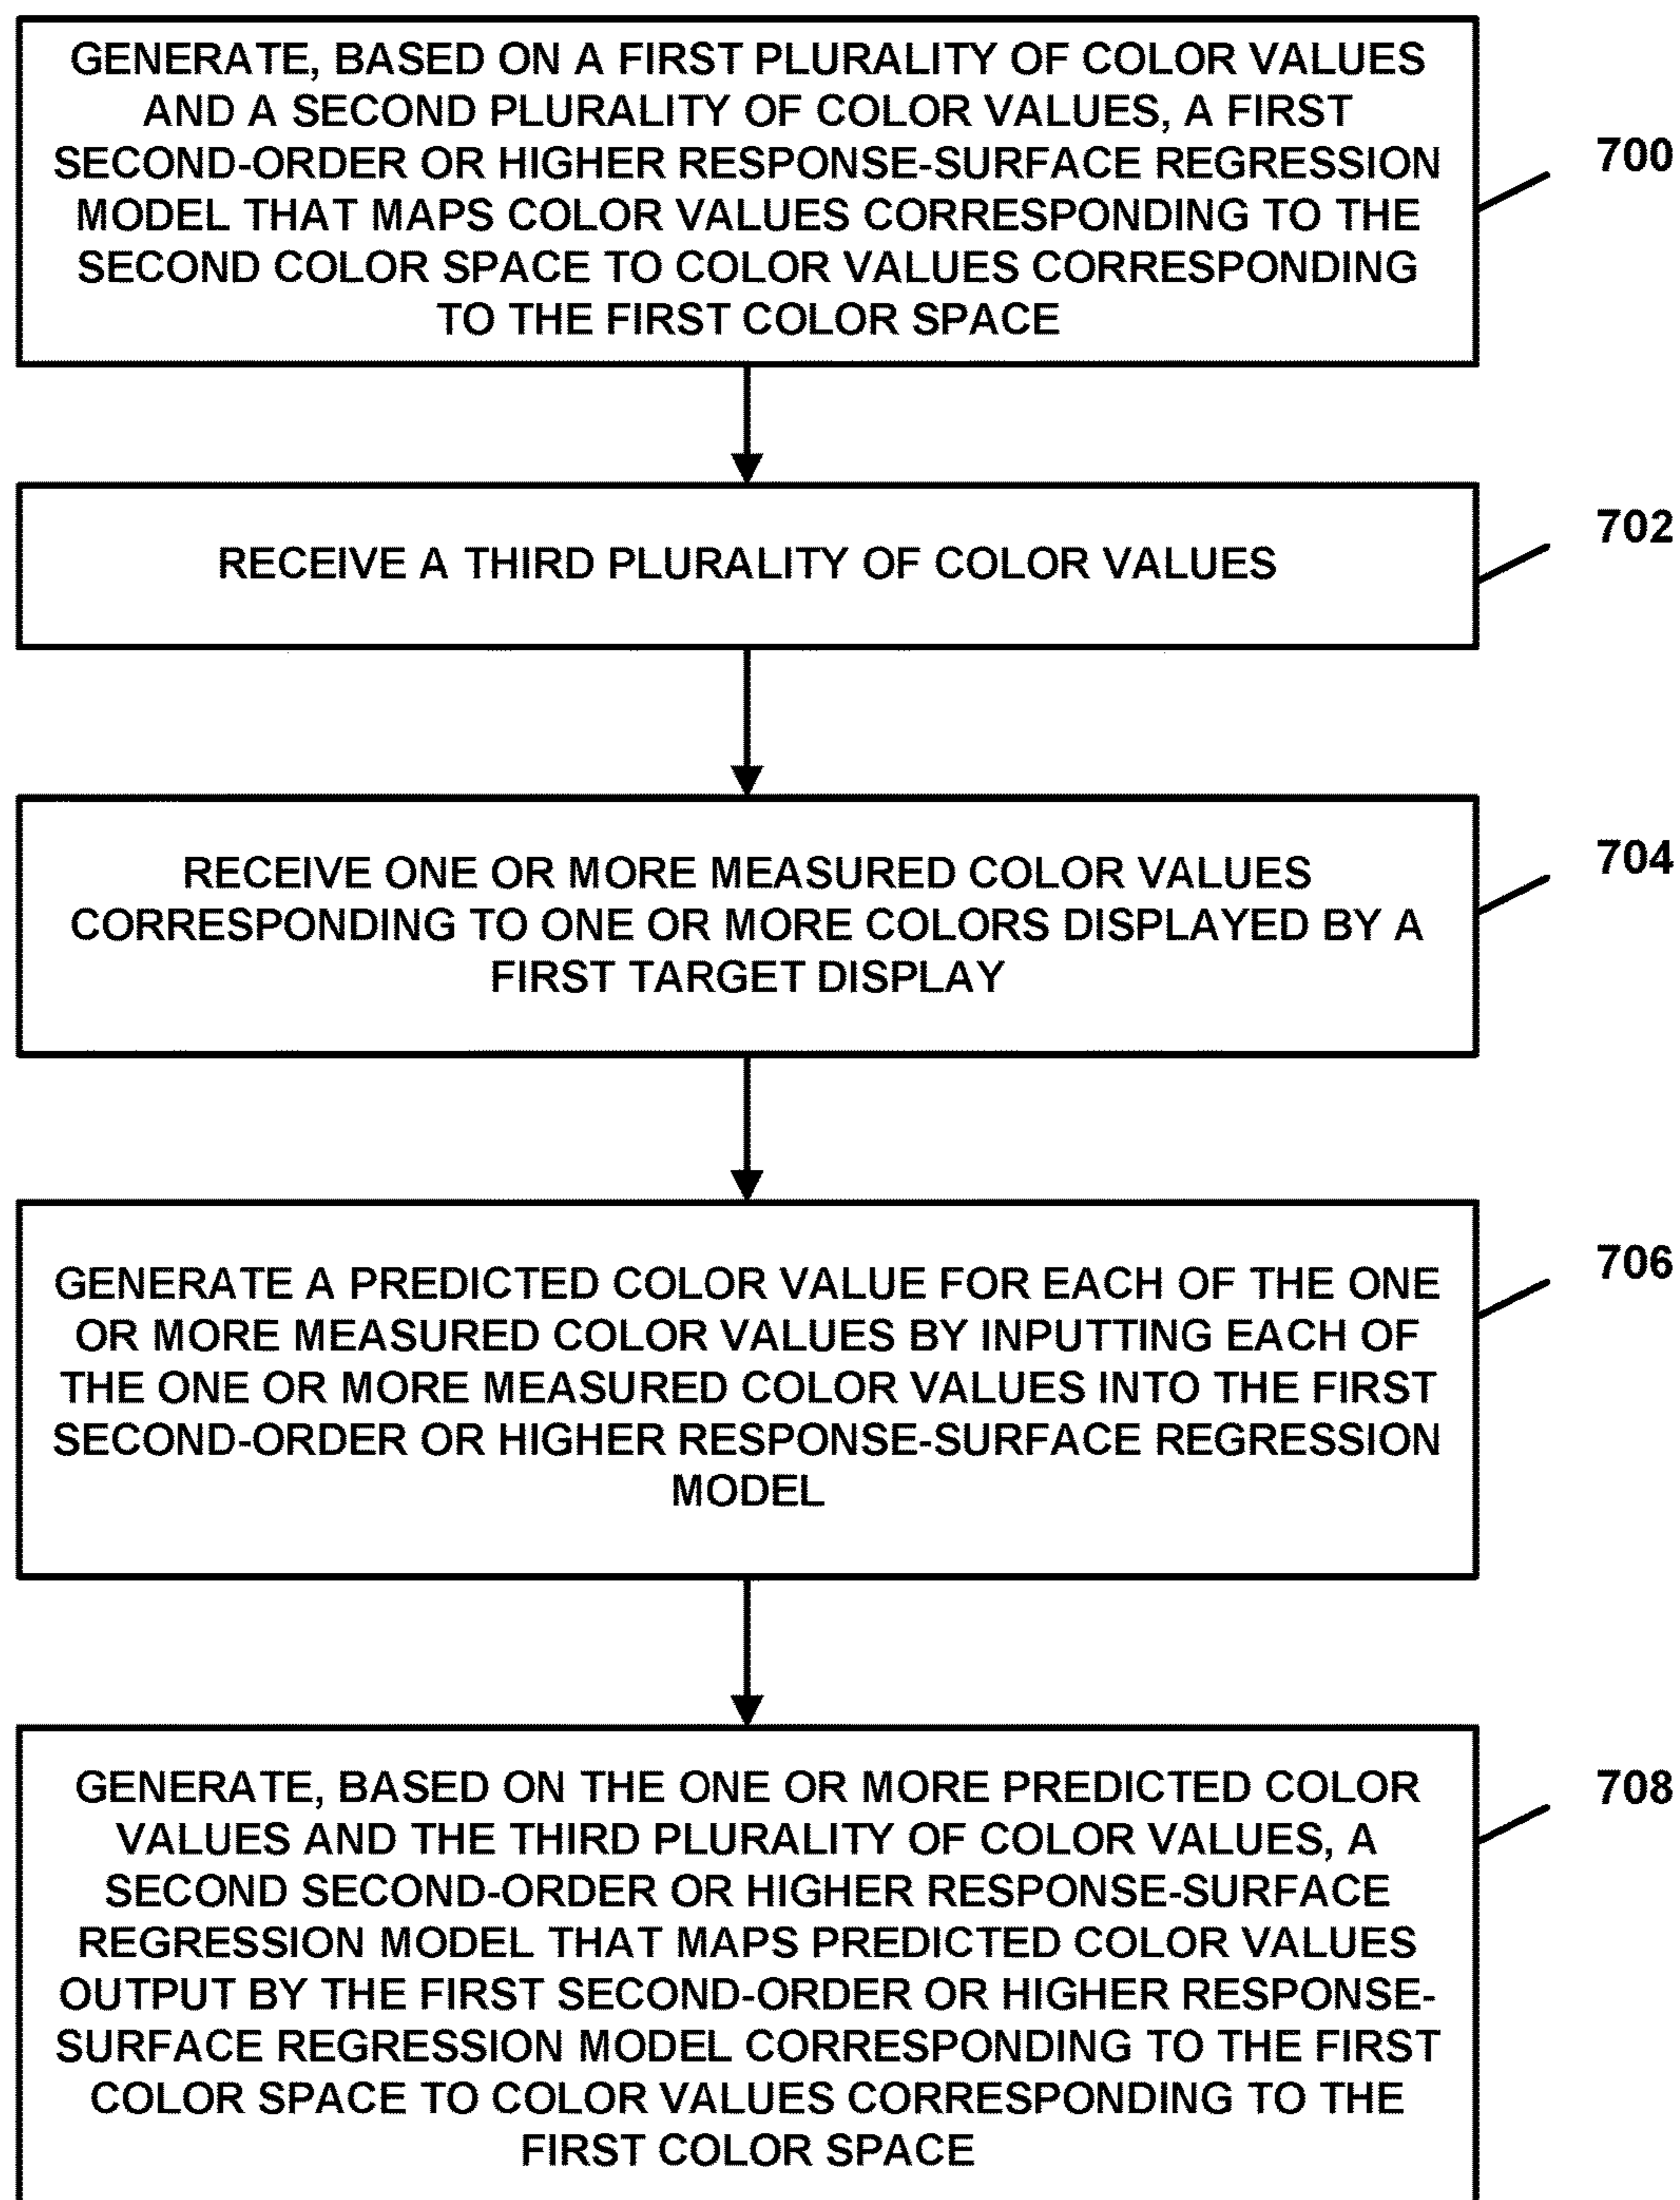 GENERATE, BASED ON A FIRST PLURALITY OF COLOR VALUES
AND A SECOND PLURALITY OF COLOR VALUES, A FIRST
SECOND-ORDER OR HIGHER RESPONSE-SURFACE REGRESSION
MODEL THAT MAPS COLOR VALUES CORRESPONDING TO THE
SECOND COLOR SPACE TO COLOR VALUES CORRESPONDING
TO THE FIRST COLOR SPACE
700
RECEIVE A THIRD PLURALITY OF COLOR VALUES
702
RECEIVE ONE OR MORE MEASURED COLOR VALUES
CORRESPONDING TO ONE OR MORE COLORS DISPLAYED BY A
FIRST TARGET DISPLAY
704
GENERATE A PREDICTED COLOR VALUE FOR EACH OF THE ONE
OR MORE MEASURED COLOR VALUES BY INPUTTING EACH OF
THE ONE OR MORE MEASURED COLOR VALUES INTO THE FIRST
SECOND-ORDER OR HIGHER RESPONSE-SURFACE REGRESSION
MODEL
706
GENERATE, BASED ON THE ONE OR MORE PREDICTED COLOR
VALUES AND THE THIRD PLURALITY OF COLOR VALUES, A
SECOND SECOND-ORDER OR HIGHER RESPONSE-SURFACE
REGRESSION MODEL THAT MAPS PREDICTED COLOR VALUES
OUTPUT BY THE FIRST SECOND-ORDER OR HIGHER RESPONSE-
SURFACE REGRESSION MODEL CORRESPONDING TO THE FIRST
COLOR SPACE TO COLOR VALUES CORRESPONDING TO THE
FIRST COLOR SPACE
708